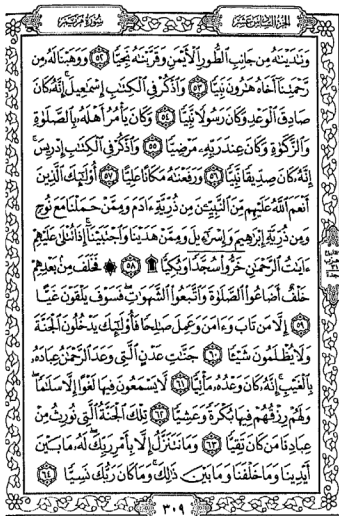 الجزء السادس عشر
سورة مريم
وَنَٰدَيۡنَٰهُ مِن جَانِبِ ٱلطُّورِ ٱلۡأَيۡمَنِ وَقَرَّبۡنَٰهُ نَجِيّٗا ٥٢ وَوَهَبۡنَا لَهُۥ مِن
رَّحۡمَتِنَآ أَخَاهُ هَٰرُونَ نَبِيّٗا ٥٣ وَٱذۡكُرۡ فِي ٱلۡكِتَٰبِ إِسۡمَٰعِيلَۚ إِنَّهُۥ كَانَ
صَادِقَ ٱلۡوَعۡدِ وَكَانَ رَسُولٗا نَّبِيّٗا ٥٤ وَكَانَ يَأۡمُرُ أَهۡلَهُۥ بِٱلصَّلَوٰةِ
وَٱلزَّكَوٰةِ وَكَانَ عِندَ رَبِّهِۦ مَرۡضِيّٗا ٥٥ وَٱذۡكُرۡ فِي ٱلۡكِتَٰبِ إِدۡرِيسَۚ
إِنَّهُۥ كَانَ صِدِّيقٗا نَّبِيّٗا ٥٦ وَرَفَعۡنَٰهُ مَكَانًا عَلِيًّا ٥٧ أُوْلَٰٓئِكَ ٱلَّذِينَ
أَنۡعَمَ ٱللَّهُ عَلَيۡهِم مِّنَ ٱلنَّبِيِّـۧنَ مِن ذُرِّيَّةِ ءَادَمَ وَمِمَّنۡ حَمَلۡنَا مَعَ نُوحٖ
وَمِن ذُرِّيَّةِ إِبۡرَٰهِيمَ وَإِسۡرَٰٓءِيلَ وَمِمَّنۡ هَدَيۡنَا وَٱجۡتَبَيۡنَآۚ إِذَا تُتۡلَىٰ عَلَيۡهِمۡ
ءَايَٰتُ ٱلرَّحۡمَٰنِ خَرُّواْۤ سُجَّدٗا وَبُكِيّٗا ۩ ٥٨ ۞ فَخَلَفَ مِنۢ بَعۡدِهِمۡ
خَلۡفٌ أَضَاعُواْ ٱلصَّلَوٰةَ وَٱتَّبَعُواْ ٱلشَّهَوَٰتِۖ فَسَوۡفَ يَلۡقَوۡنَ غَيًّا
٥٩ إِلَّا مَن تَابَ وَءَامَنَ وَعَمِلَ صَٰلِحٗا فَأُوْلَٰٓئِكَ يَدۡخُلُونَ ٱلۡجَنَّةَ
وَلَا يُظۡلَمُونَ شَيۡـٔٗا ٦٠ جَنَّٰتِ عَدۡنٍ ٱلَّتِي وَعَدَ ٱلرَّحۡمَٰنُ عِبَادَهُۥ
بِٱلۡغَيۡبِۚ إِنَّهُۥ كَانَ وَعۡدُهُۥ مَأۡتِيّٗا ٦١ لَّا يَسۡمَعُونَ فِيهَا لَغۡوًا إِلَّا سَلَٰمٗاۖ
وَلَهُمۡ رِزۡقُهُمۡ فِيهَا بُكۡرَةٗ وَعَشِيّٗا ٦٢ تِلۡكَ ٱلۡجَنَّةُ ٱلَّتِي نُورِثُ مِنۡ
عِبَادِنَا مَن كَانَ تَقِيّٗا ٦٣ وَمَا نَتَنَزَّلُ إِلَّا بِأَمۡرِ رَبِّكَۖ لَهُۥ مَا بَيۡنَ
أَيۡدِينَا وَمَا خَلۡفَنَا وَمَا بَيۡنَ ذَٰلِكَۚ وَمَا كَانَ رَبُّكَ نَسِيّٗا ٦٤
٣٠٩